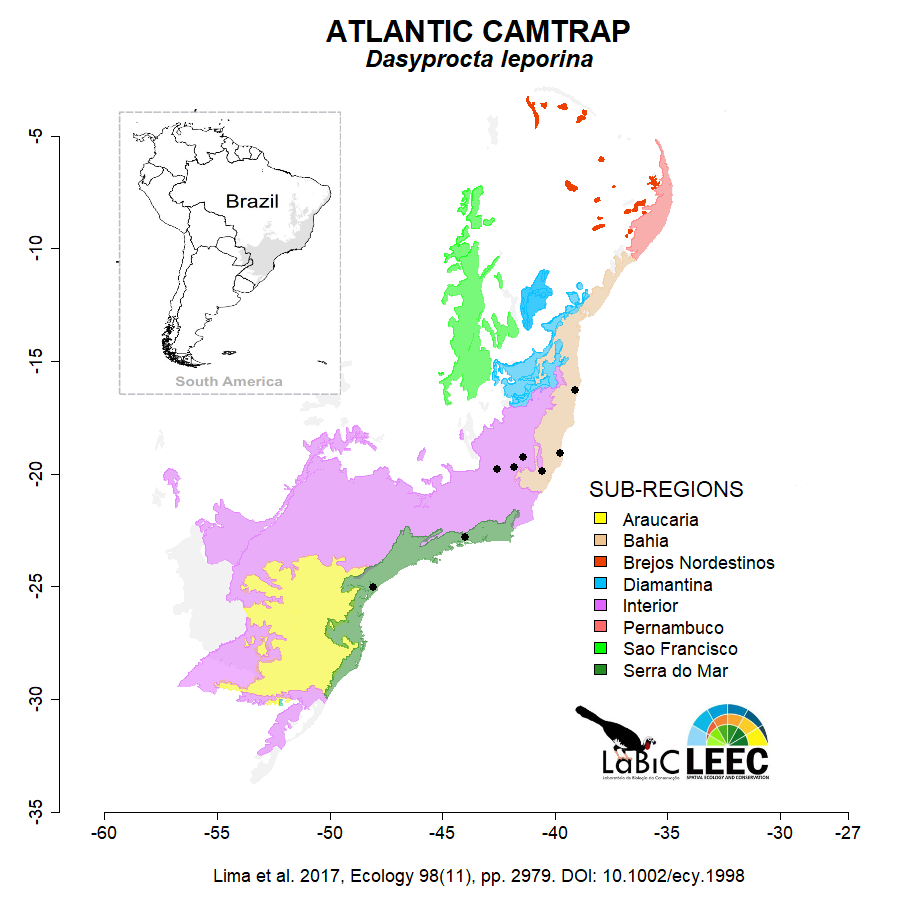 ATLANTIC CAMTRAP
Dasyprocta leporina
Brazil
South America
-5
-10
-15
-20
-25
-30
-35
-60
-55
-50
-45
-40
-35
-30
-27
SUB-REGIONS
Araucaria
Bahia
Brejos Nordestinos
Diamantina
Interior
Pernambuco
Sao Francisco
Serra do Mar
LaBiC
Laboratório de Biologia da Conservação
LEEC
SPATIAL ECOLOGY AND CONSERVATION
Lima et al. 2017, Ecology 98(11), pp. 2979. DOI: 10.1002/ecy.1998